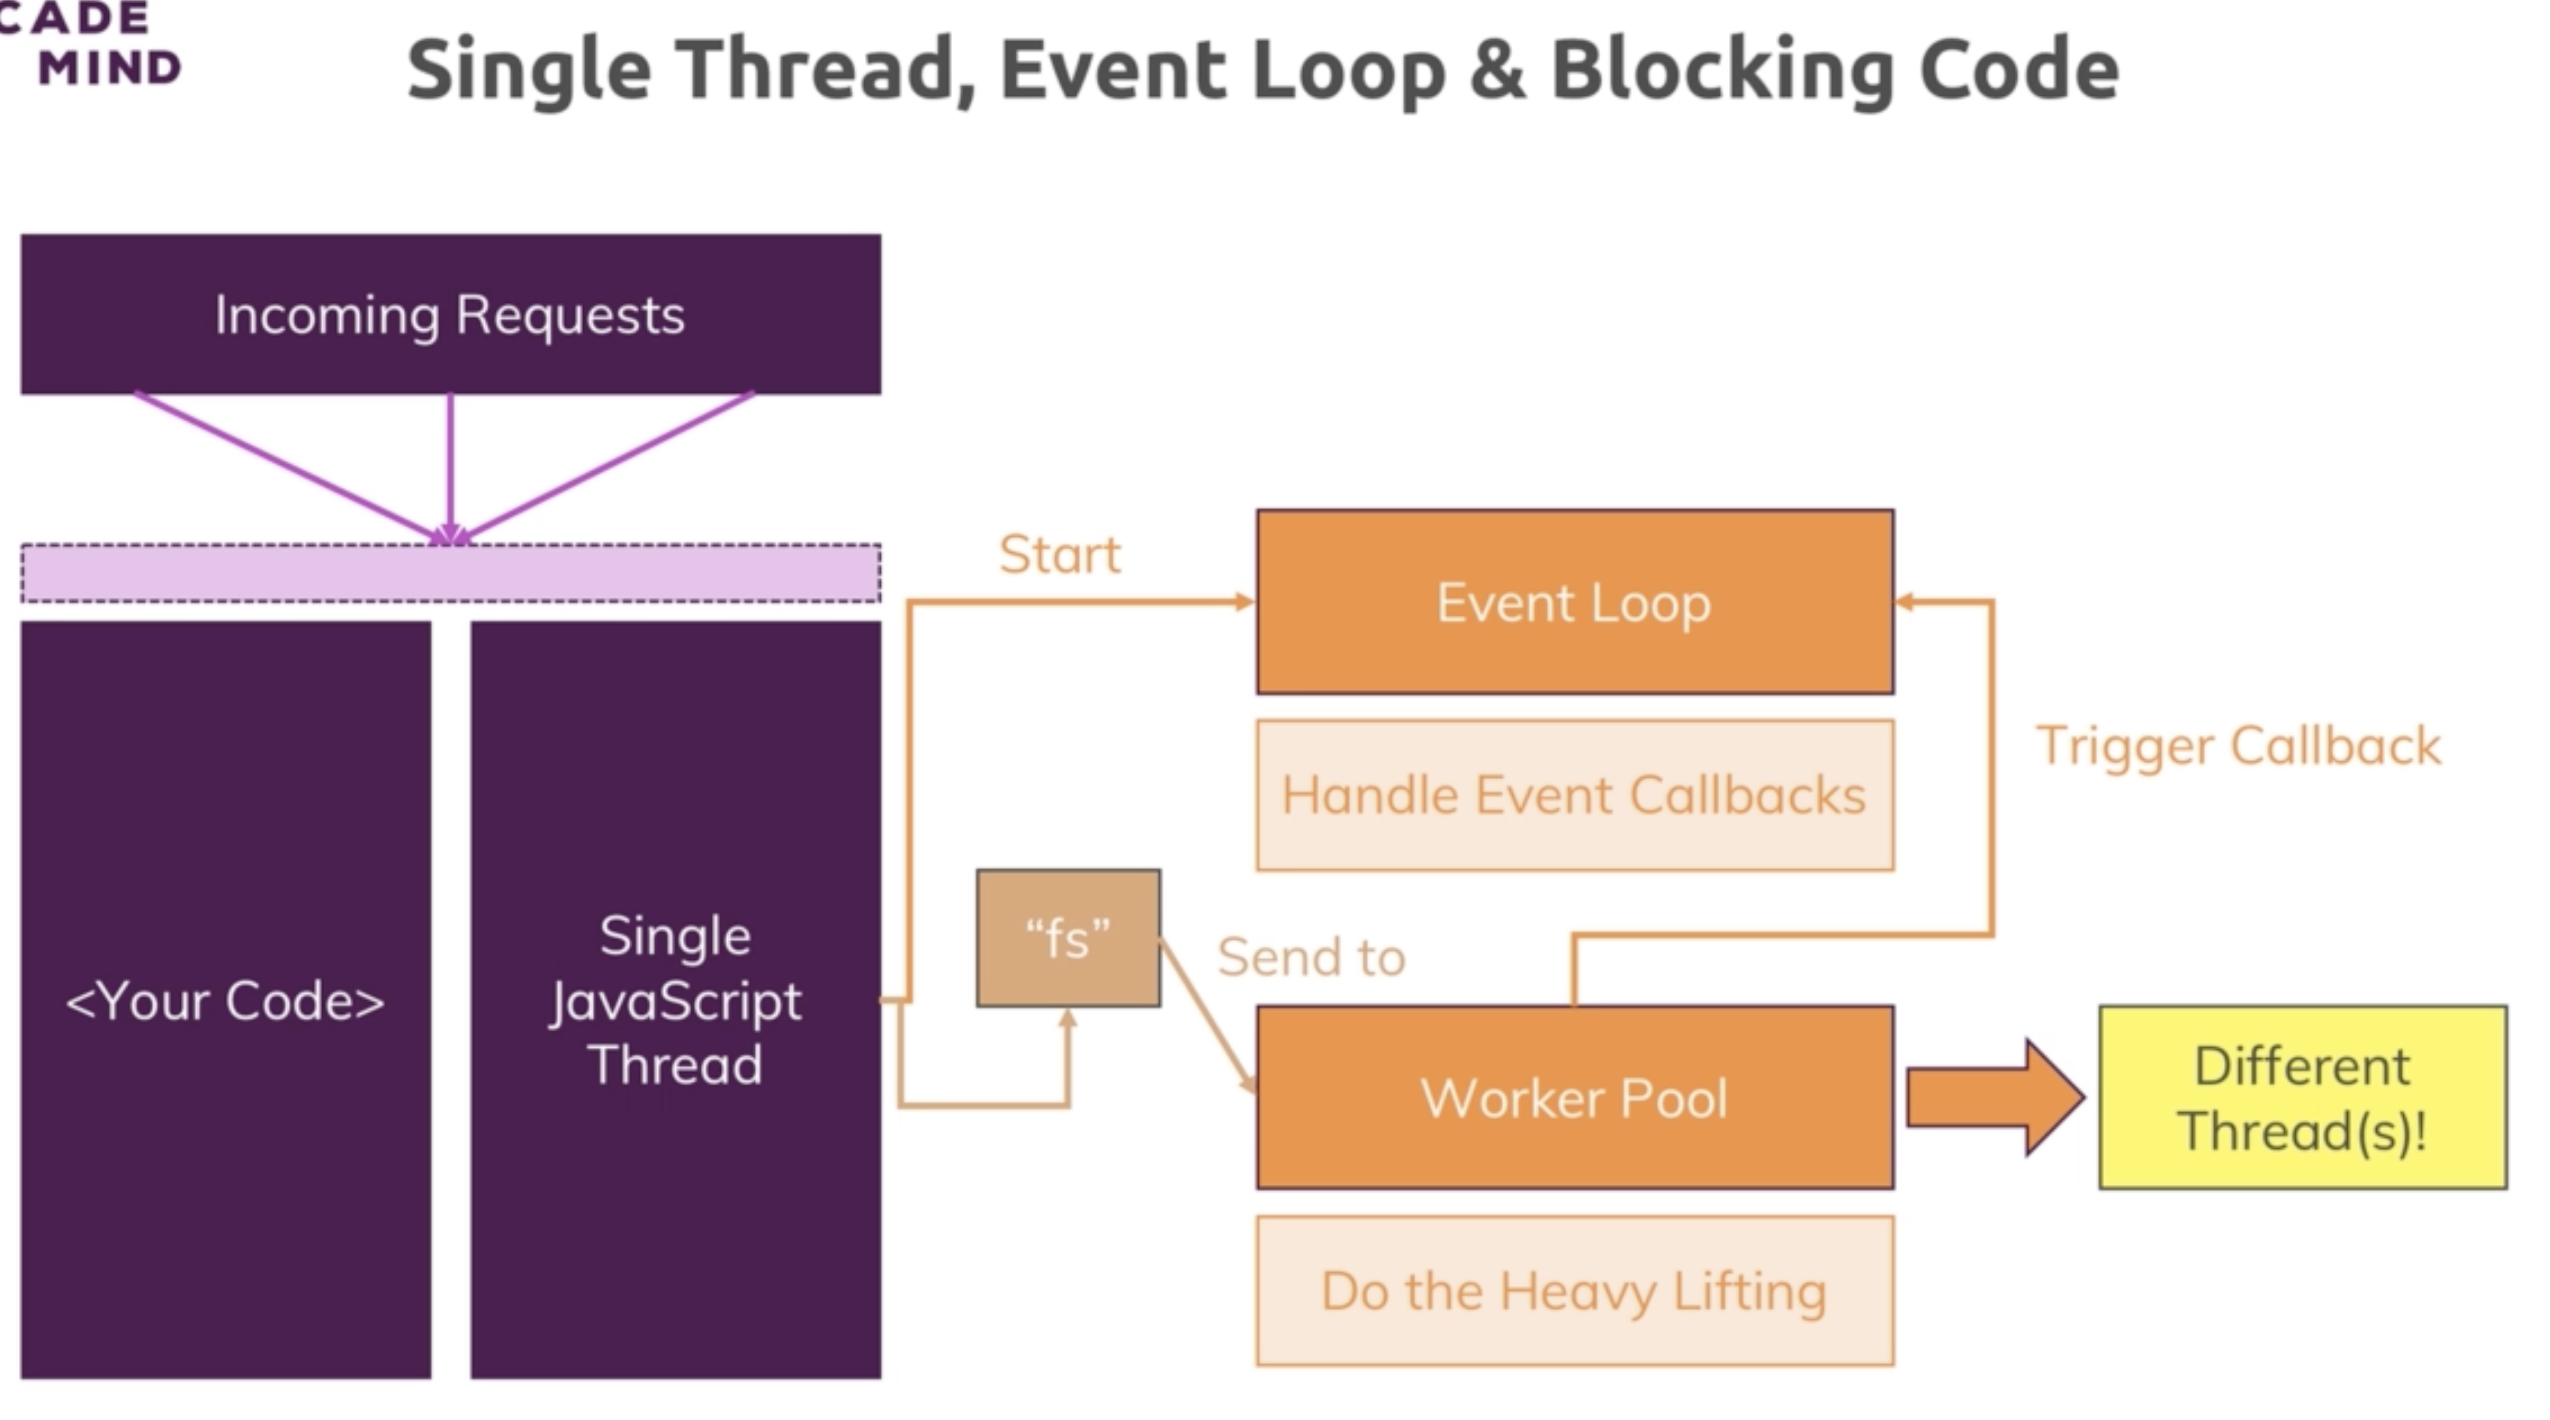 CADE
MIND
Single Thread, Event Loop & Blocking Code
Incoming Requests
Start
Event Loop
Handle Event Callbacks
Trigger Callback
“fs”
Send to
<Your Code>
Single
JavaScript
Thread
Worker Pool
Different
Thread(s)!
Do the Heavy Lifting